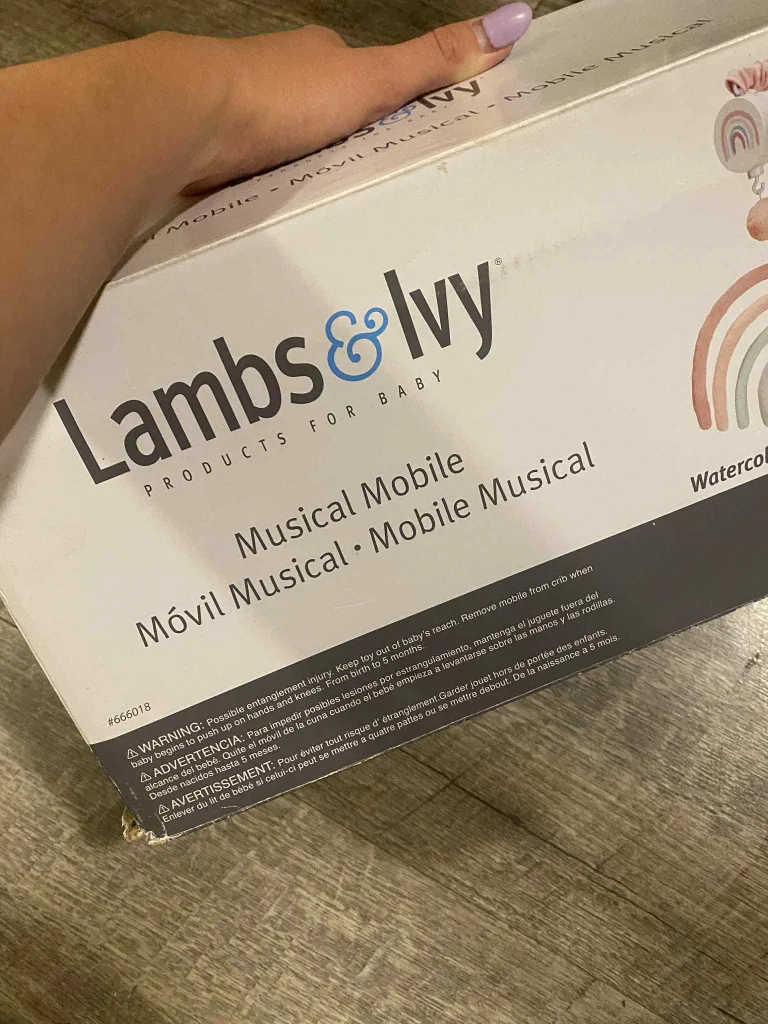 Lambs & Ivy
Mobile • Móvil Musical • Mobile Musical
Lambs & Ivy®
PRODUCTS FOR BABY
Musical Mobile
Móvil Musical • Mobile Musical
#666018
⚠ WARNING: Possible entanglement injury. Keep toy out of baby's reach. Remove mobile from crib when
baby begins to push up on hands and knees. From birth to 5 months.
⚠ ADVERTENCIA: Para impedir posibles lesiones por estrangulamiento, mantenga el juguete fuera del
alcance del bebé. Quite el móvil de la cuna cuando el bebé empieza a levantarse sobre las manos y las rodillas.
Desde nacidos hasta 5 meses.
⚠ AVERTISSEMENT: Pour éviter tout risque d' étranglement.Garder jouet hors de portée des enfants.
Enlever du lit de bébé si celui-ci peut se mettre a quatre pattes ou se mettre debout. De la naissance a 5 mois.